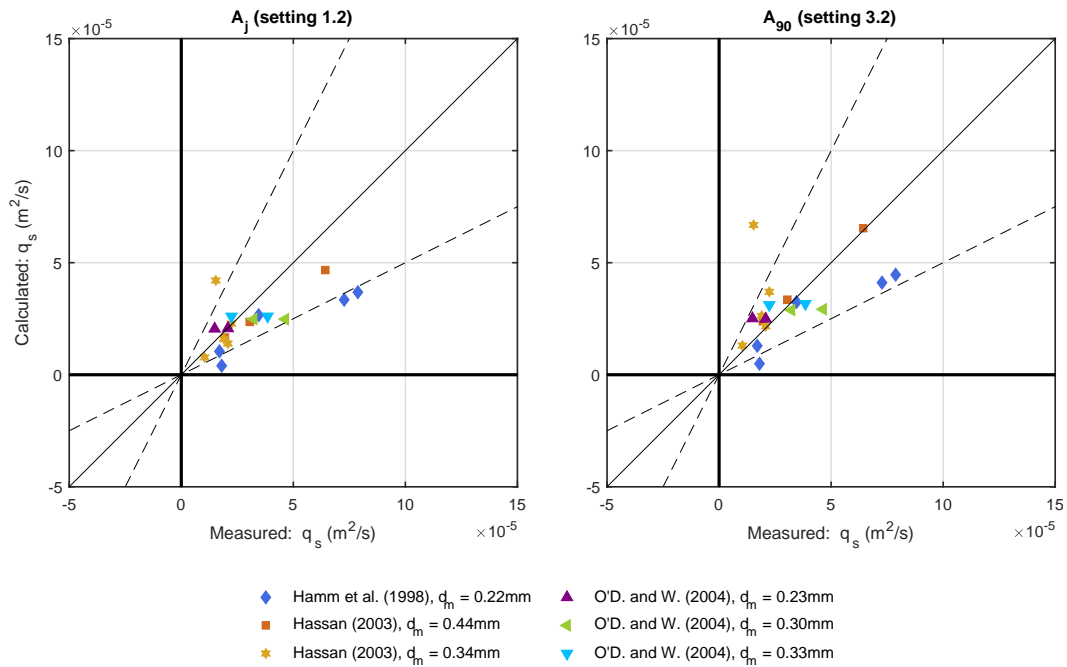 A_j (setting 1.2)
×10^-5
15
10
5
0
-5
Calculated: q_s (m^2/s)
-5 0 5 10 15
×10^-5
Measured: q_s (m^2/s)
A_90 (setting 3.2)
×10^-5
15
10
5
0
-5
-5 0 5 10 15
×10^-5
Measured: q_s (m^2/s)
Hamm et al. (1998), d_m = 0.22mm
Hassan (2003), d_m = 0.44mm
Hassan (2003), d_m = 0.34mm
O'D. and W. (2004), d_m = 0.23mm
O'D. and W. (2004), d_m = 0.30mm
O'D. and W. (2004), d_m = 0.33mm